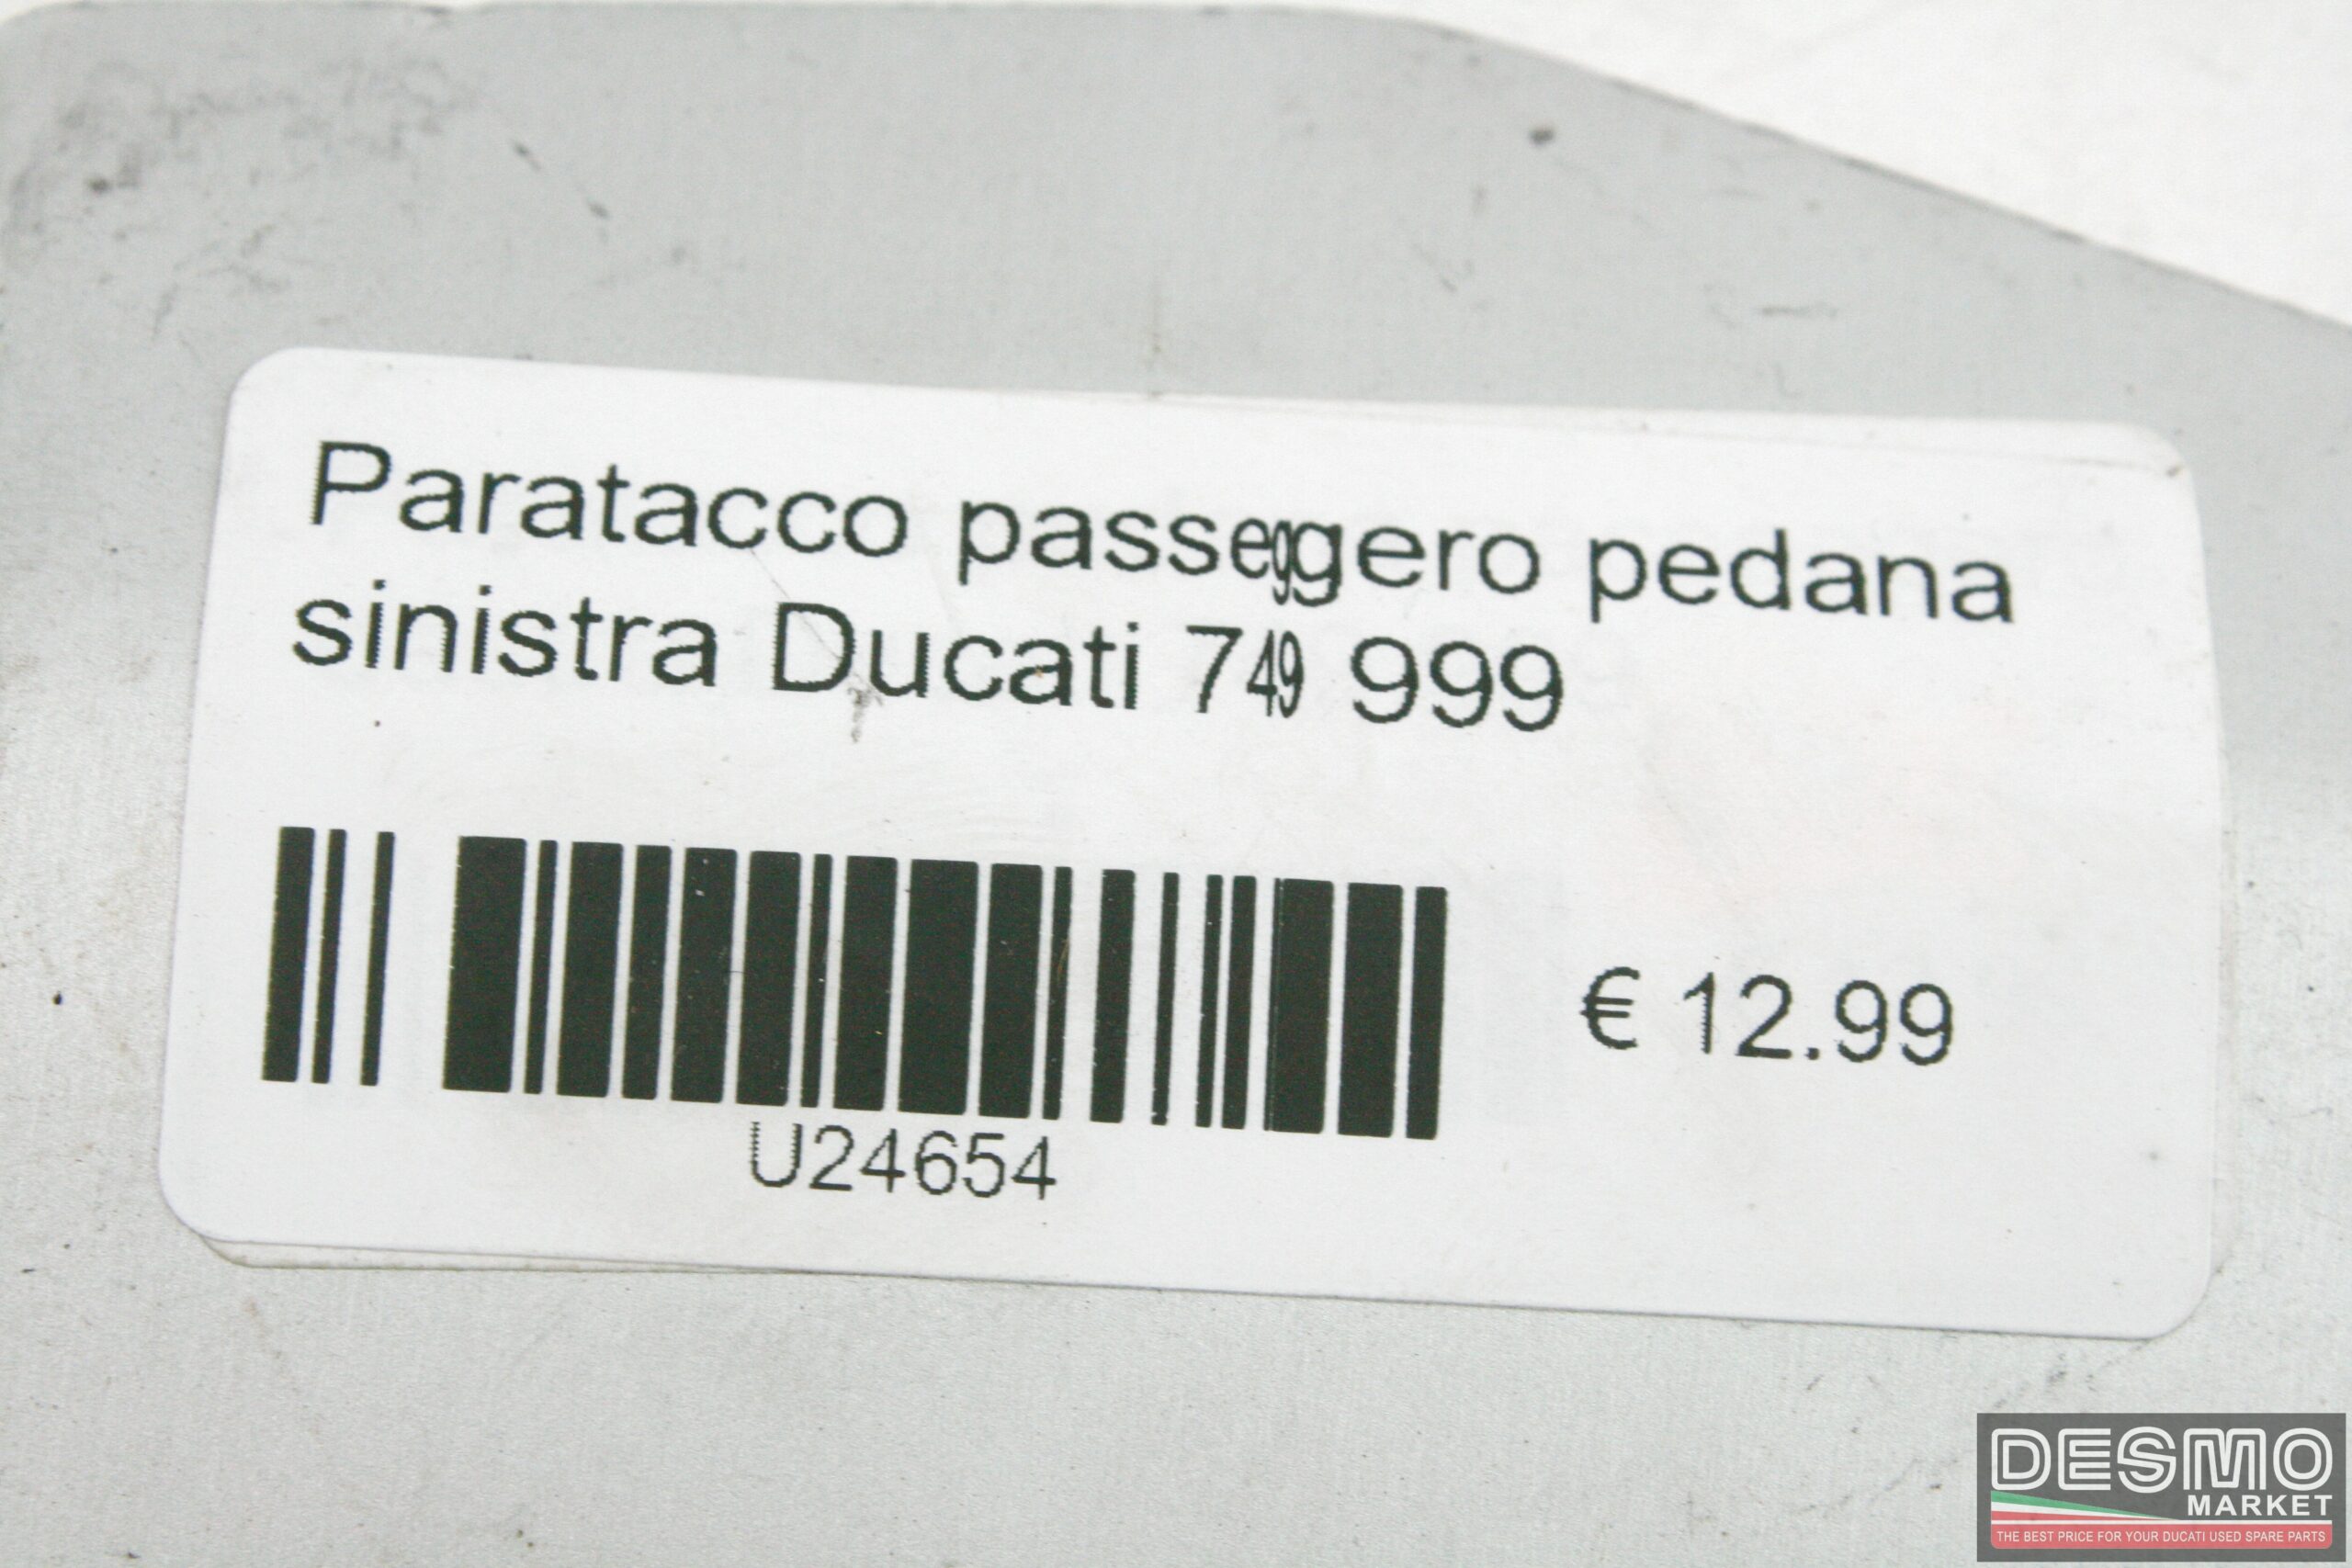 Paratacco passeggero pedana
sinistra Ducati 749 999
€ 12.99
U24654
DESMO
MARKET
THE BEST PRICE FOR YOUR DUCATI USED SPARE PARTS